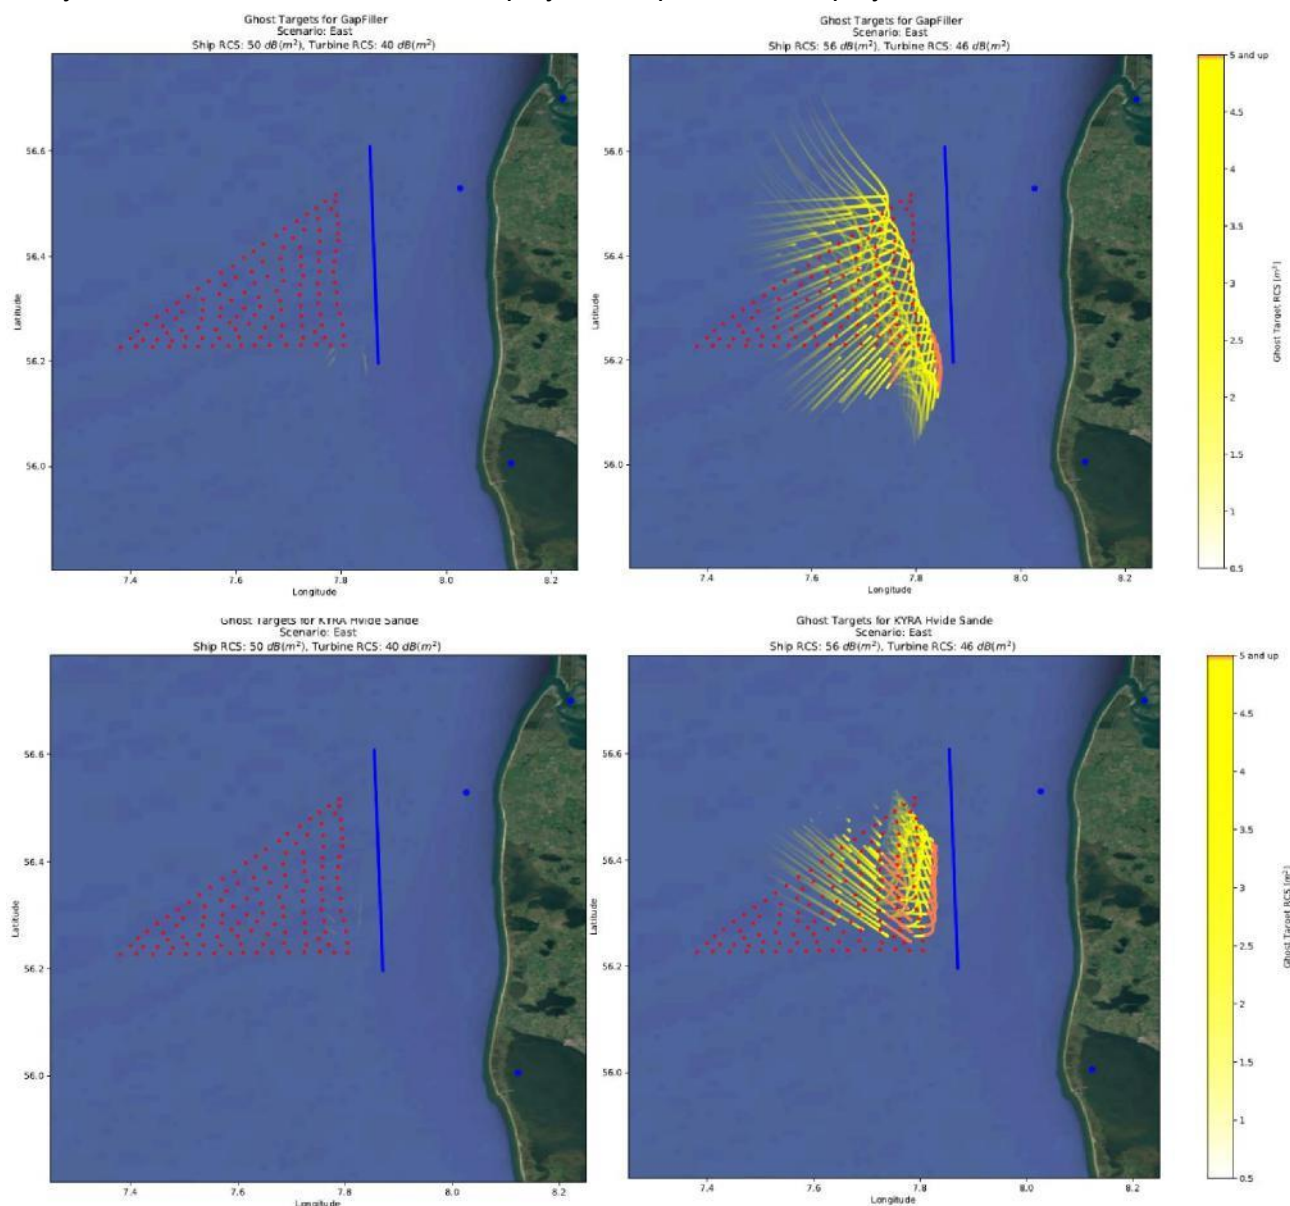 Ghost Targets for GapFiller
Scenario: East
Ship RCS: 50 dB(m²), Turbine RCS: 40 dB(m²)
56.6
56.4
56.2
56.0
Latitude
7.4 7.6 7.8 8.0 8.2
Longitude
Ghost Targets for GapFiller
Scenario: East
Ship RCS: 56 dB(m²), Turbine RCS: 46 dB(m²)
56.6
56.4
56.2
56.0
Latitude
7.4 7.6 7.8 8.0 8.2
Longitude
5 and up
4.5
4
3.5
3
2.5
2
1.5
1
0.5
Ghost Target RCS [m²]
Ghost Targets for KYRA Hvide Sande
Scenario: East
Ship RCS: 50 dB(m²), Turbine RCS: 40 dB(m²)
56.6
56.4
56.2
56.0
Latitude
7.4 7.6 7.8 8.0 8.2
Longitude
Ghost Targets for KYRA Hvide Sande
Scenario: East
Ship RCS: 56 dB(m²), Turbine RCS: 46 dB(m²)
56.6
56.4
56.2
56.0
Latitude
7.4 7.6 7.8 8.0 8.2
Longitude
5 and up
4.5
4
3.5
3
2.5
2
1.5
1
0.5
Ghost Target RCS [m²]